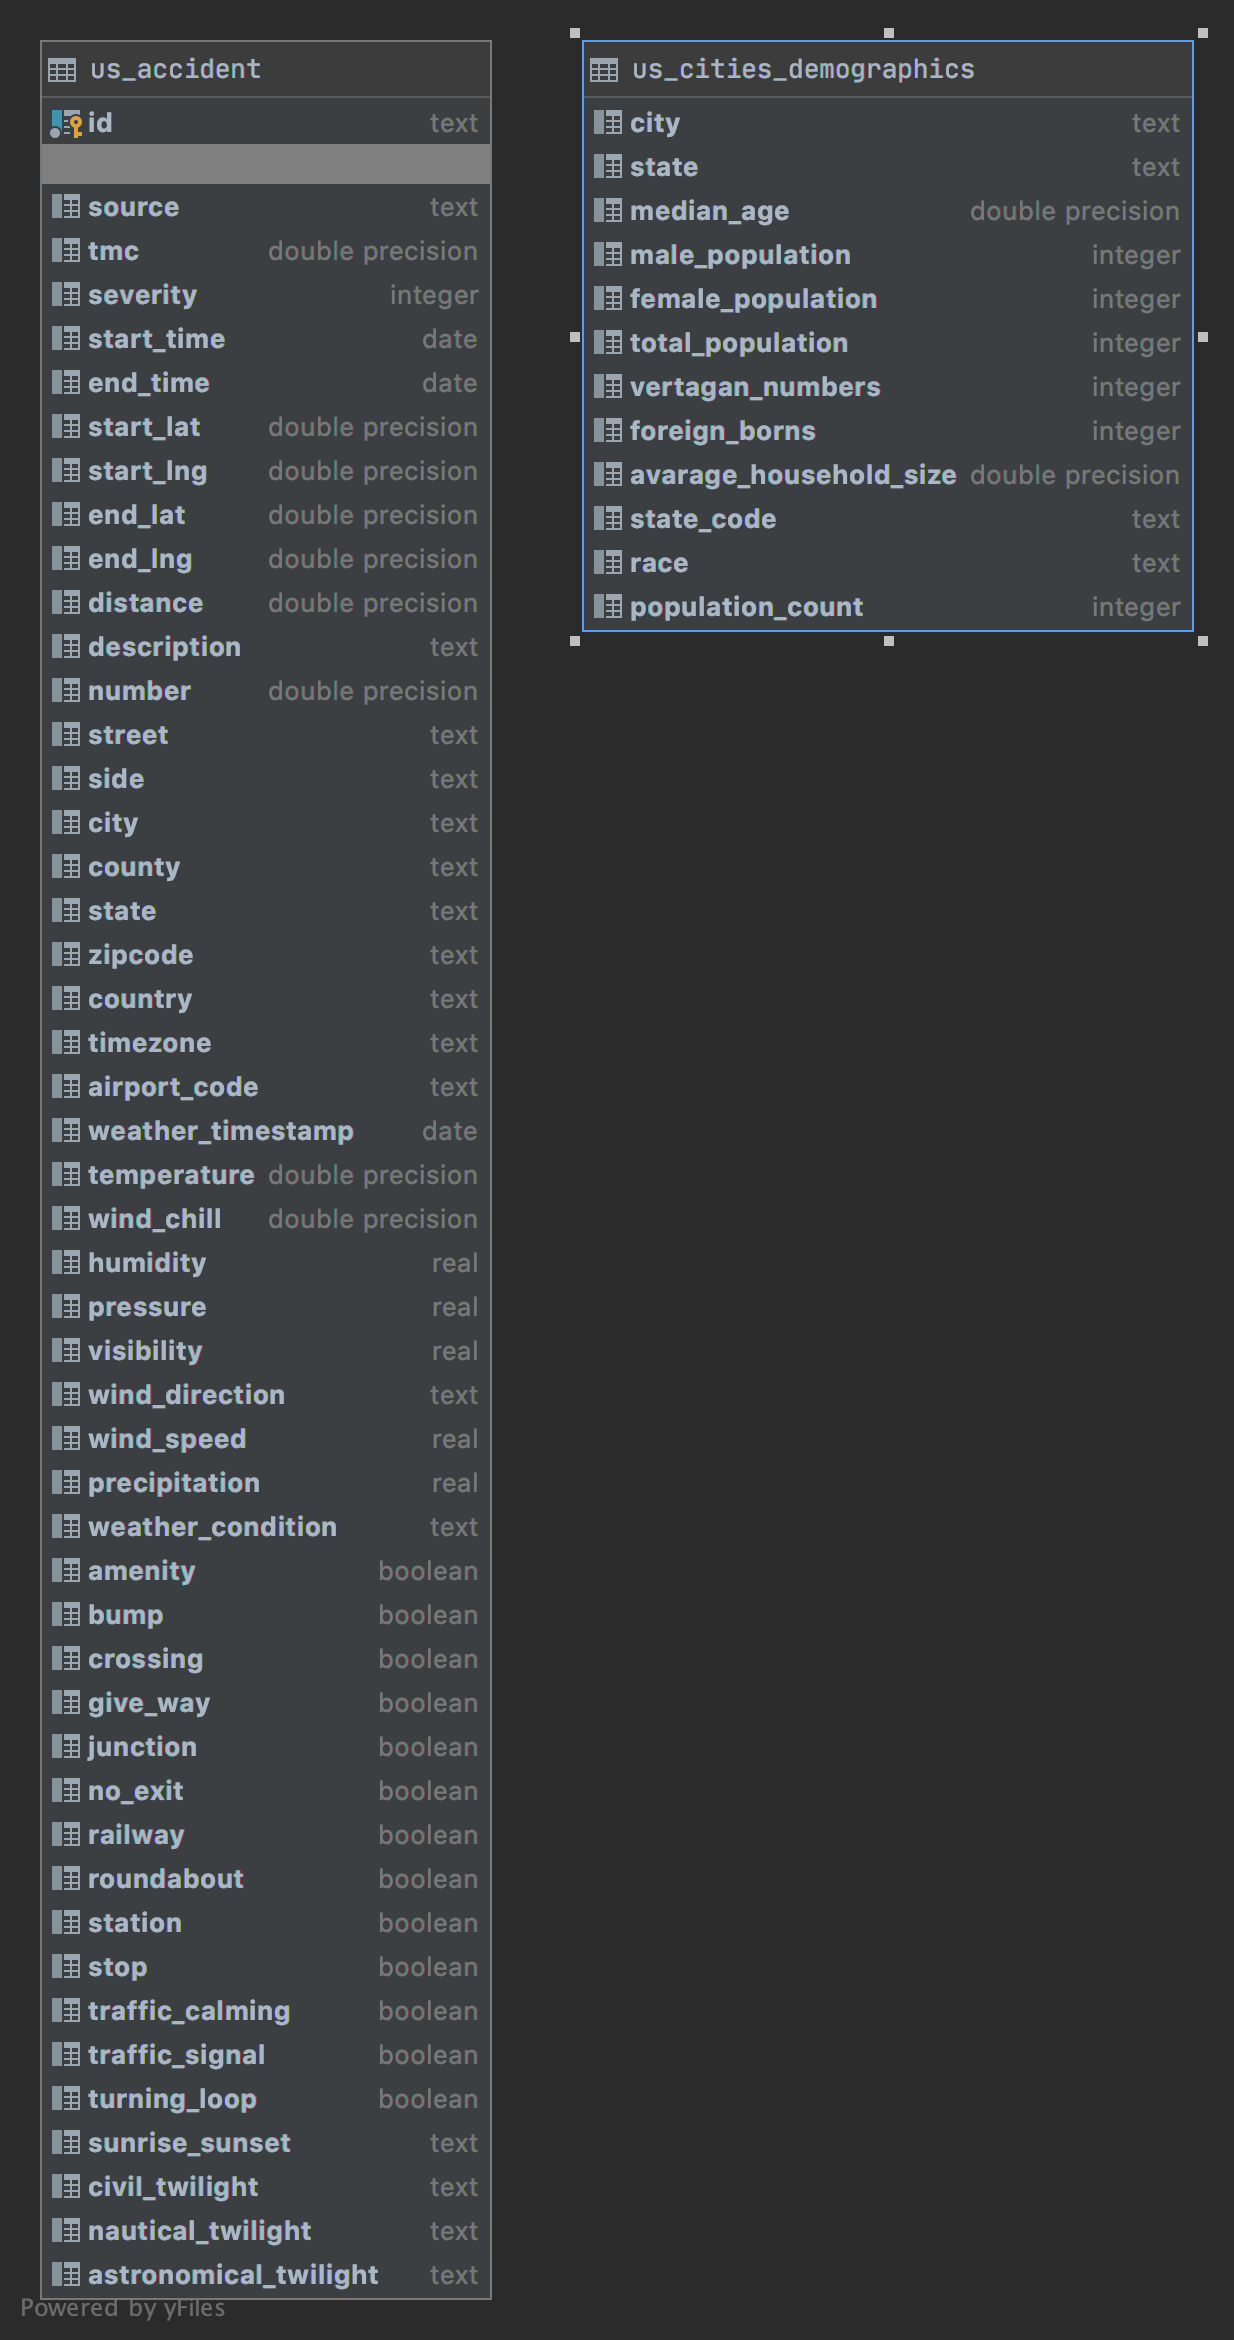 us_accident
id text
source text
tmc double precision
severity integer
start_time date
end_time date
start_lat double precision
start_lng double precision
end_lat double precision
end_lng double precision
distance double precision
description text
number double precision
street text
side text
city text
county text
state text
zipcode text
country text
timezone text
airport_code text
weather_timestamp date
temperature double precision
wind_chill double precision
humidity real
pressure real
visibility real
wind_direction text
wind_speed real
precipitation real
weather_condition text
amenity boolean
bump boolean
crossing boolean
give_way boolean
junction boolean
no_exit boolean
railway boolean
roundabout boolean
station boolean
stop boolean
traffic_calming boolean
traffic_signal boolean
turning_loop boolean
sunrise_sunset text
civil_twilight text
nautical_twilight text
astronomical_twilight text
us_cities_demographics
city text
state text
median_age double precision
male_population integer
female_population integer
total_population integer
vertagan_numbers integer
foreign_borns integer
avarage_household_size double precision
state_code text
race text
population_count integer
Powered by yFiles